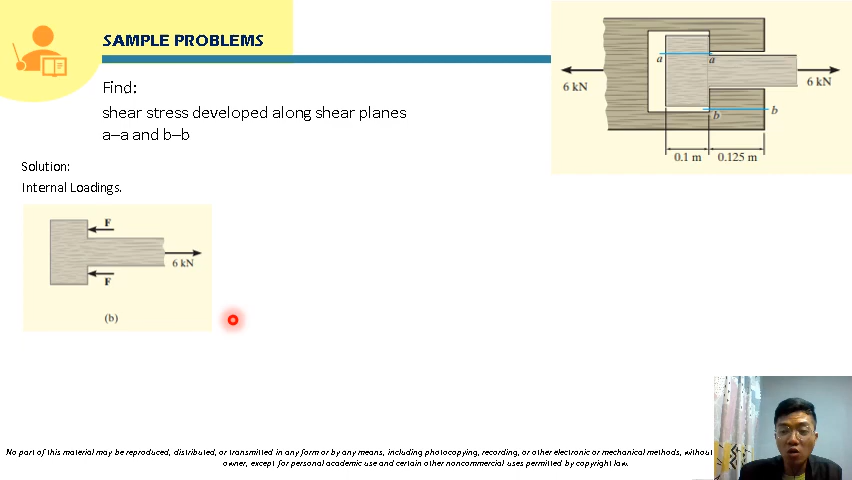 SAMPLE PROBLEMS
Find:
shear stress developed along shear planes
a–a and b–b
a
a
6 kN
6 kN
b
b
0.1 m
0.125 m
Solution:
Internal Loadings.
F
6 kN
F
(b)
No part of this material may be reproduced, distributed, or transmitted in any form or by any means, including photocopying, recording, or other electronic or mechanical methods, without
owner, except for personal academic use and certain other noncommercial uses permitted by copyright law.